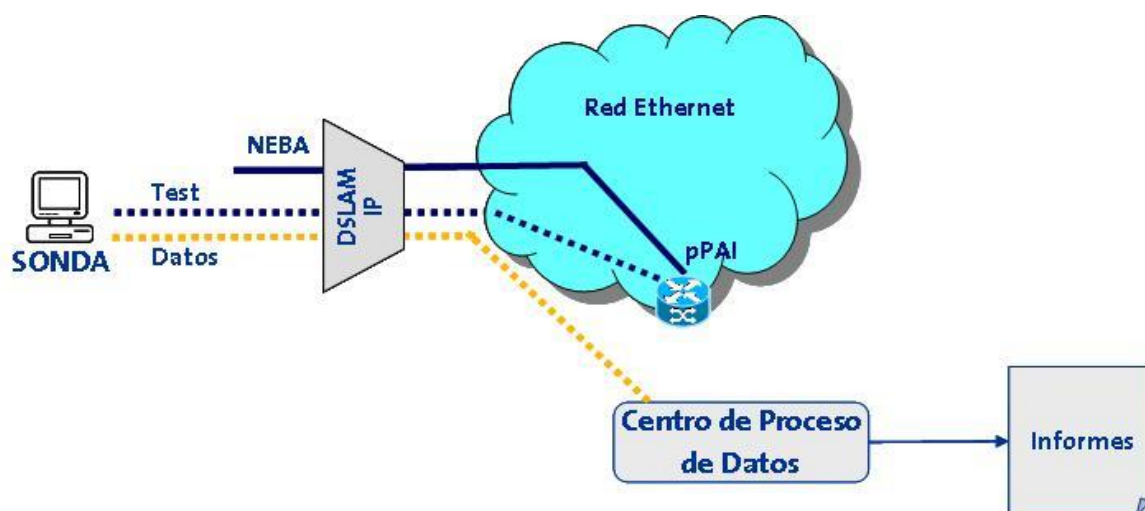 Red Ethernet
NEBA
Test
DSLAM
IP
SONDA
Datos
pPAI
Centro de Proceso
de Datos
Informes